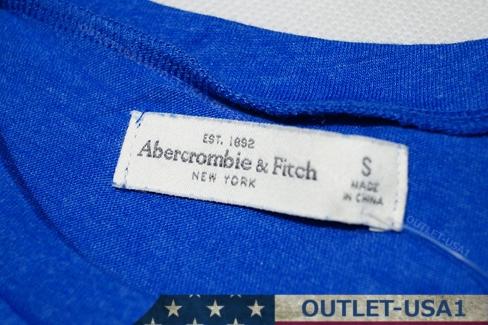 EST. 1892
Abercrombie & Fitch
NEW YORK
S
MADE
IN CHINA
OUTLET-USA1
OUTLET-USA1